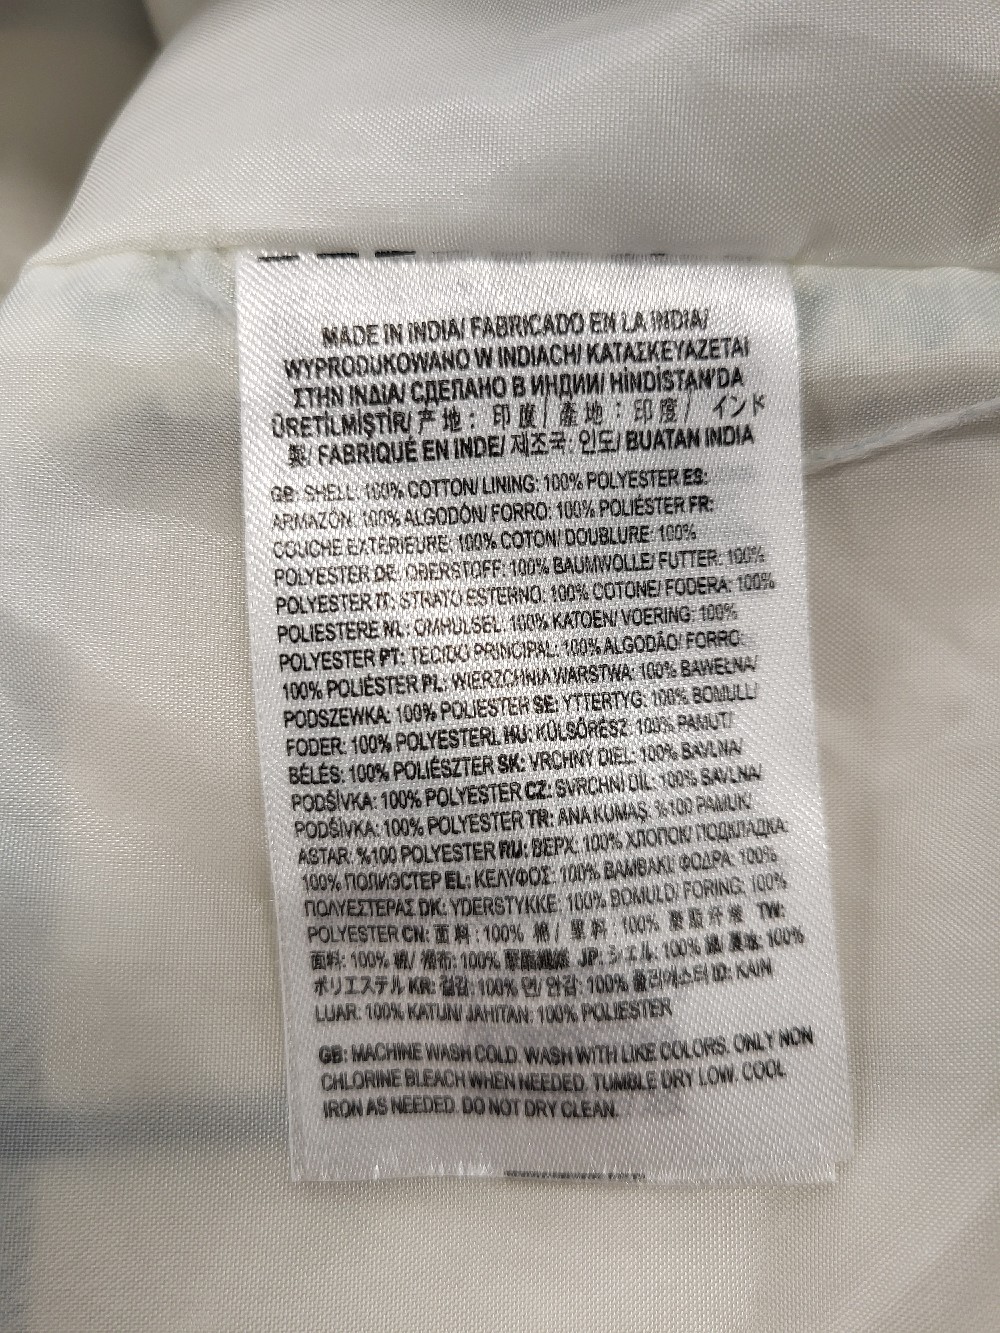 MADE IN INDIA/ FABRICADO EN LA INDIA/
WYPRODUKOWANO W INDIACH/ ΚΑΤΑΣΚΕΥΑΖΕΤΑΙ
ΣΤΗΝ ΙΝΔΙΑ/ СДЕЛАНО В ИНДИИ/ HİNDİSTAN'DA
ÜRETİLMİŞTİR/ 产地: 印度/ 產地: 印度/ インド
製/ FABRIQUÉ EN INDE/ 제조국: 인도/ BUATAN INDIA
GB: SHELL: 100% COTTON/ LINING: 100% POLYESTER ES:
ARMAZÓN: 100% ALGODÓN/ FORRO: 100% POLIÉSTER FR:
COUCHE EXTÉRIEURE: 100% COTON/ DOUBLURE: 100%
POLYESTER DE: OBERSTOFF: 100% BAUMWOLLE/ FUTTER: 100%
POLYESTER IT: STRATO ESTERNO: 100% COTONE/ FODERA: 100%
POLIESTERE NL: OMHULSEL: 100% KATOEN/ VOERING: 100%
POLYESTER PT: TECIDO PRINCIPAL: 100% ALGODÃO/ FORRO:
100% POLIÉSTER PL: WIERZCHNIA WARSTWA: 100% BAWEŁNA/
PODSZEWKA: 100% POLIESTER SE: YTTERTYG: 100% BOMULL/
FODER: 100% POLYESTERL HU: KÜLSŐRÉSZ: 100% PAMUT/
BÉLÉS: 100% POLIÉSZTER SK: VRCHNÝ DIEL: 100% BAVLNA/
PODŠÍVKA: 100% POLYESTER CZ: SVRCHNÍ DÍL: 100% BAVLNA/
PODŠÍVKA: 100% POLYESTER TR: ANA KUMAŞ: %100 PAMUK/
ASTAR: %100 POLYESTER RU: ВЕРХ: 100% ХЛОПОК/ ПОДКЛАДКА:
100% ПОЛИЭСТЕР EL: ΚΕΛΥΦΟΣ: 100% ΒΑΜΒΑΚΙ/ ΦΟΔΡΑ: 100%
ΠΟΛΥΕΣΤΕΡΑΣ DK: YDERSTYKKE: 100% BOMULD/ FORING: 100%
POLYESTER CN: 面料: 100% 棉/ 里料: 100% 聚脂纤维 TW:
面料: 100% 棉/ 裡布: 100% 聚酯纖維 JP: シェル: 100% 綿/ 裏地: 100%
ポリエステル KR: 겉감: 100% 면/ 안감: 100% 폴리에스터 ID: KAIN
LUAR: 100% KATUN/ JAHITAN: 100% POLIESTER
GB: MACHINE WASH COLD. WASH WITH LIKE COLORS. ONLY NON
CHLORINE BLEACH WHEN NEEDED. TUMBLE DRY LOW. COOL
IRON AS NEEDED. DO NOT DRY CLEAN.